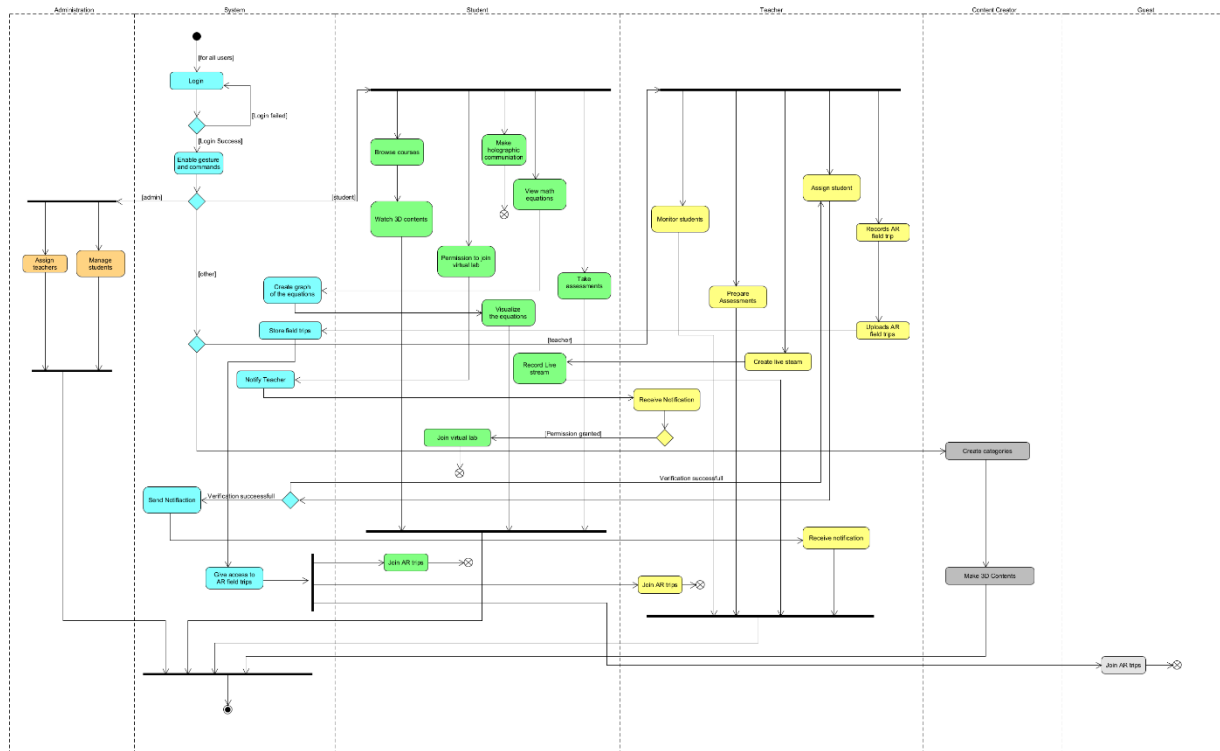 Administration
System
Student
Teacher
Content Creator
Guest
[for all users]
Login
[Login failed]
[Login Success]
Enable gesture
and commands
[admin]
[student]
[other]
Assign
teachers
Manage
students
Browse courses
Make
holographic
communiation
View math
equations
Watch 3D contents
Permission to join
virtual lab
Take
assessments
Create graph
of the equations
Visualize
the equations
Store field trips
[teacher]
Record Live
stream
Notify Teacher
Join virtual lab
[Permission granted]
Monitor students
Assign student
Records AR
field trip
Prepare
Assessments
Uploads AR
field trips
Create live steam
Receive Notification
Create categories
Send Notifiaction
Verification successfull
Verification successfull
Receive notification
Give access to
AR field trips
Join AR trips
Join AR trips
Make 3D Contents
Join AR trips